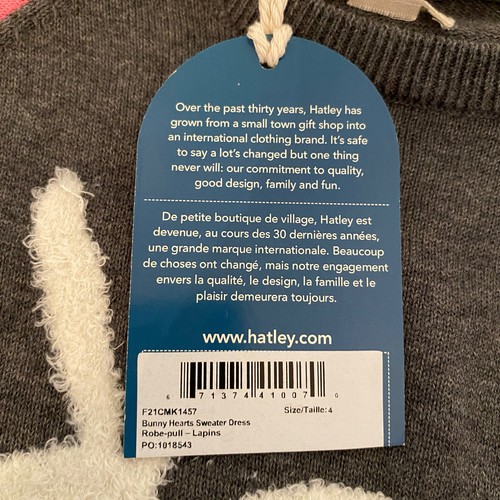 Over the past thirty years, Hatley has
grown from a small town gift shop into
an international clothing brand. It's safe
to say a lot's changed but one thing
never will: our commitment to quality,
good design, family and fun.
De petite boutique de village, Hatley est
devenue, au cours des 30 dernières années,
une grande marque internationale. Beaucoup
de choses ont changé, mais notre engagement
envers la qualité, le design, la famille et le
plaisir demeurera toujours.
www.hatley.com
6 71374 41007 0
F21CMK1457 Size/Taille: 4
Bunny Hearts Sweater Dress
Robe-pull – Lapins
PO:1018543